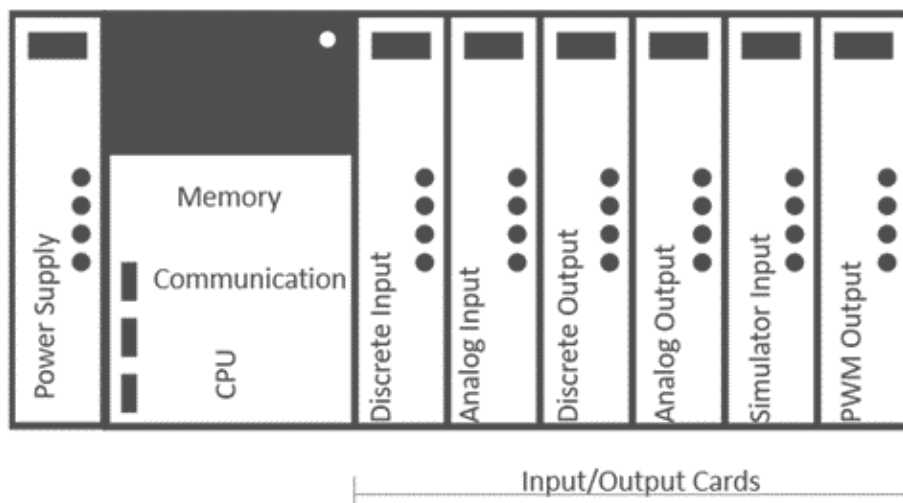 Power Supply
Memory
Communication
CPU
Discrete Input
Analog Input
Discrete Output
Analog Output
Simulator Input
PWM Output
Input/Output Cards